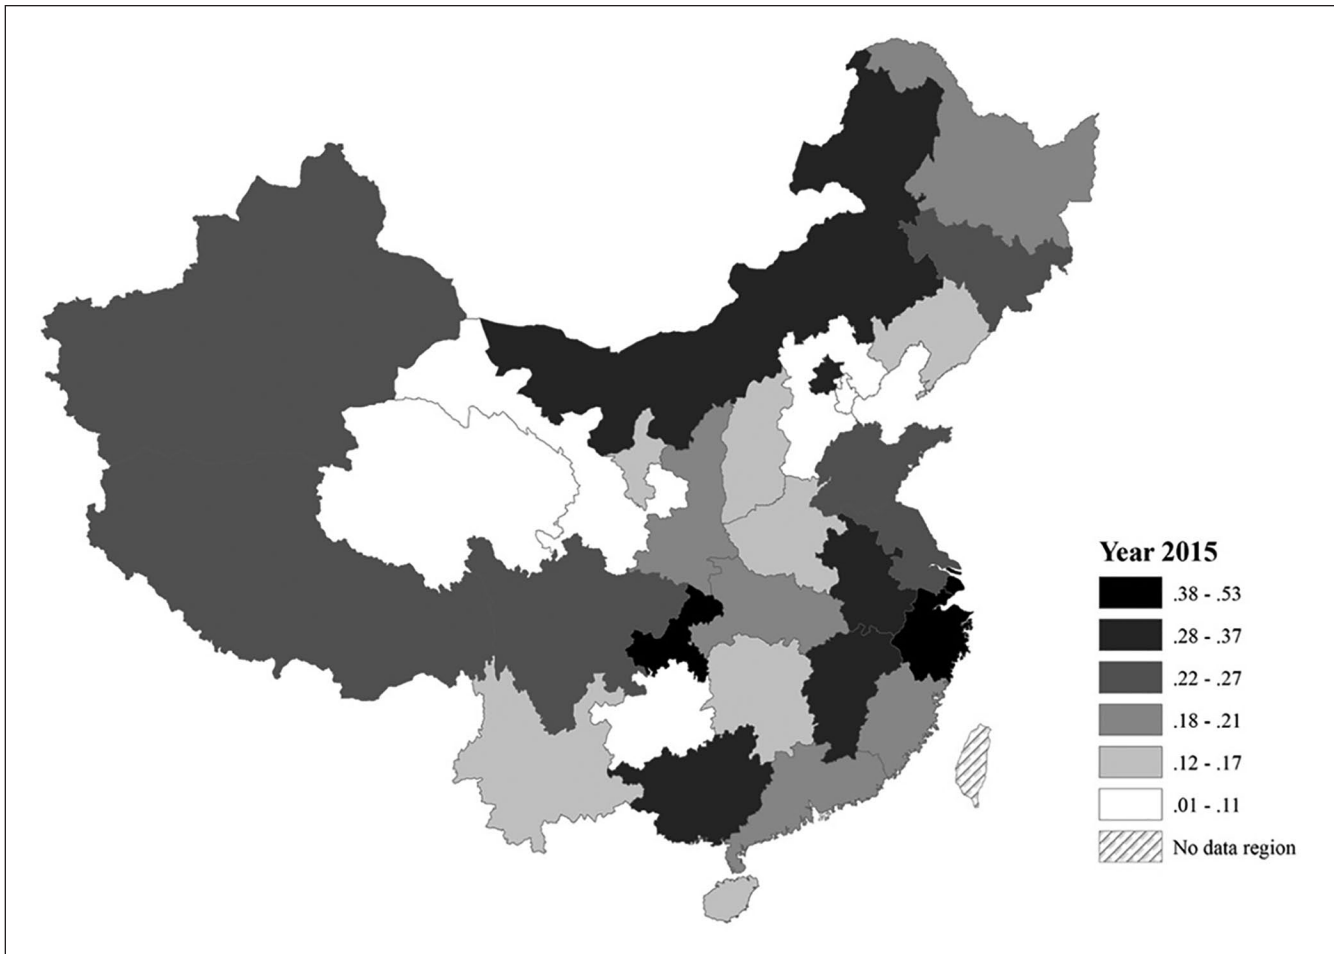 Year 2015
.38 - .53
.28 - .37
.22 - .27
.18 - .21
.12 - .17
.01 - .11
No data region